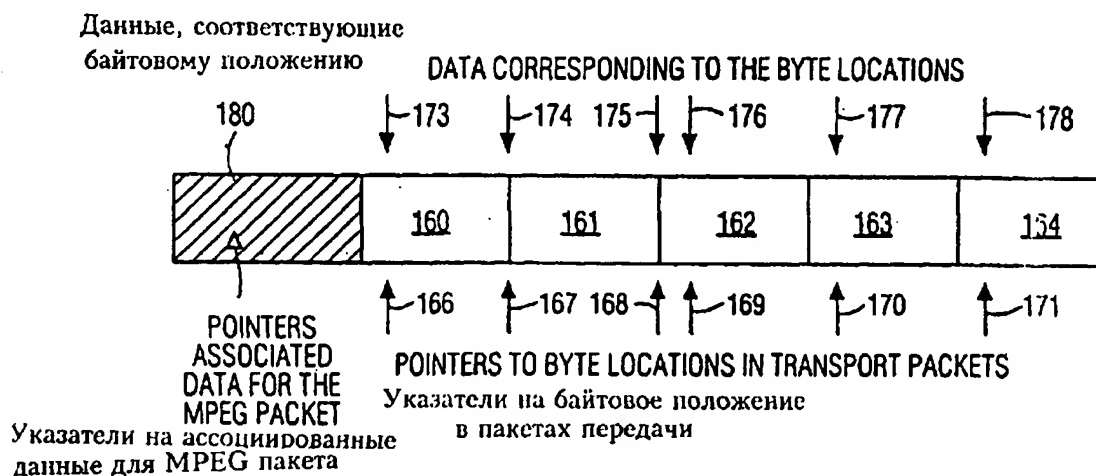 Данные, соответствующие
байтовому положению
DATA CORRESPONDING TO THE BYTE LOCATIONS
180
173
174
175
176
177
178
160
161
162
163
164
166
167
168
169
170
171
POINTERS
ASSOCIATED
DATA FOR THE
MPEG PACKET
POINTERS TO BYTE LOCATIONS IN TRANSPORT PACKETS
Указатели на байтовое положение
в пакетах передачи
Указатели на ассоциированные
данные для MPEG пакета